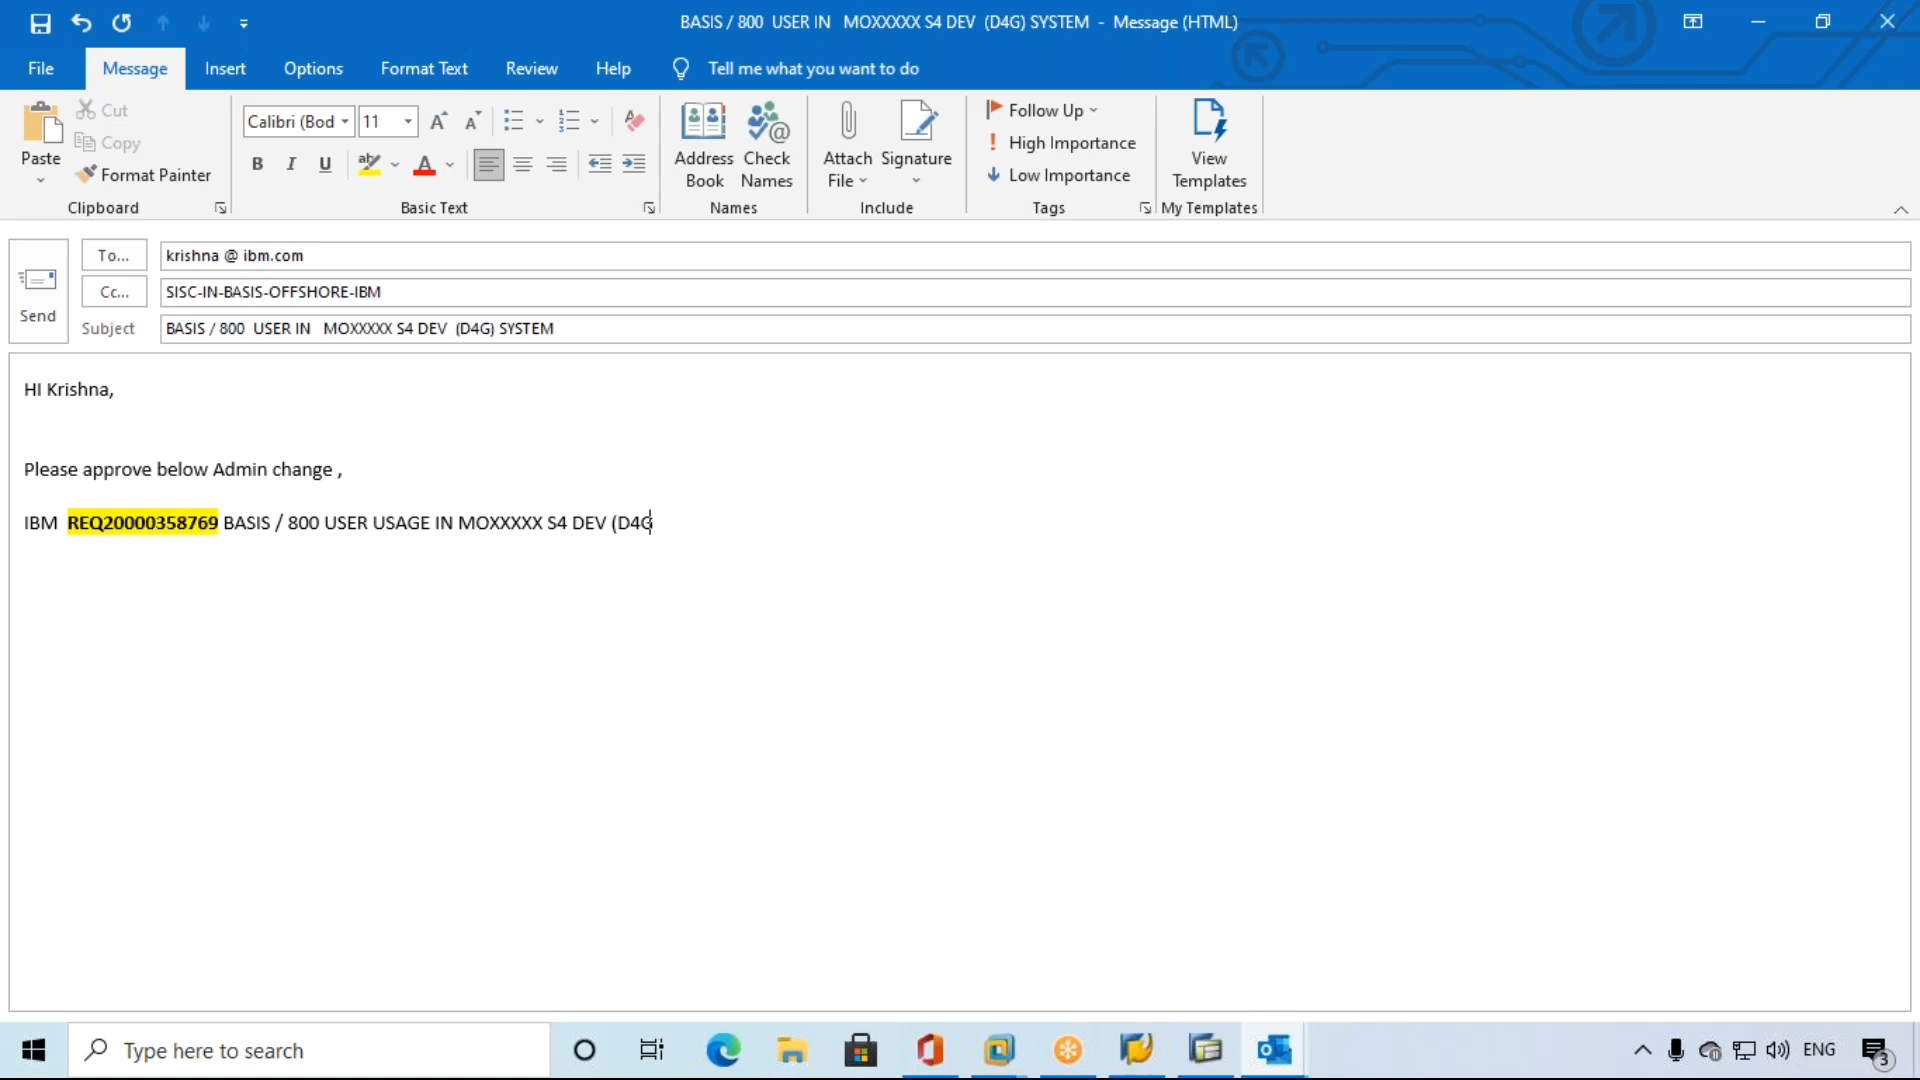 BASIS / 800  USER IN   MOXXXXX S4 DEV  (D4G) SYSTEM  -  Message (HTML)
File  Message  Insert  Options  Format Text  Review  Help  Tell me what you want to do
Paste
Cut
Copy
Format Painter
Clipboard
Calibri (Bod  11
B  I  U
Basic Text
Address Book
Check Names
Names
Attach File
Signature
Include
Follow Up
High Importance
Low Importance
Tags
View Templates
My Templates
Send
To...  krishna @ ibm.com
Cc...  SISC-IN-BASIS-OFFSHORE-IBM
Subject  BASIS / 800  USER IN   MOXXXXX S4 DEV  (D4G) SYSTEM
HI Krishna,
Please approve below Admin change ,
IBM  REQ20000358769 BASIS / 800 USER USAGE IN MOXXXXX S4 DEV (D4G
Type here to search
ENG
3